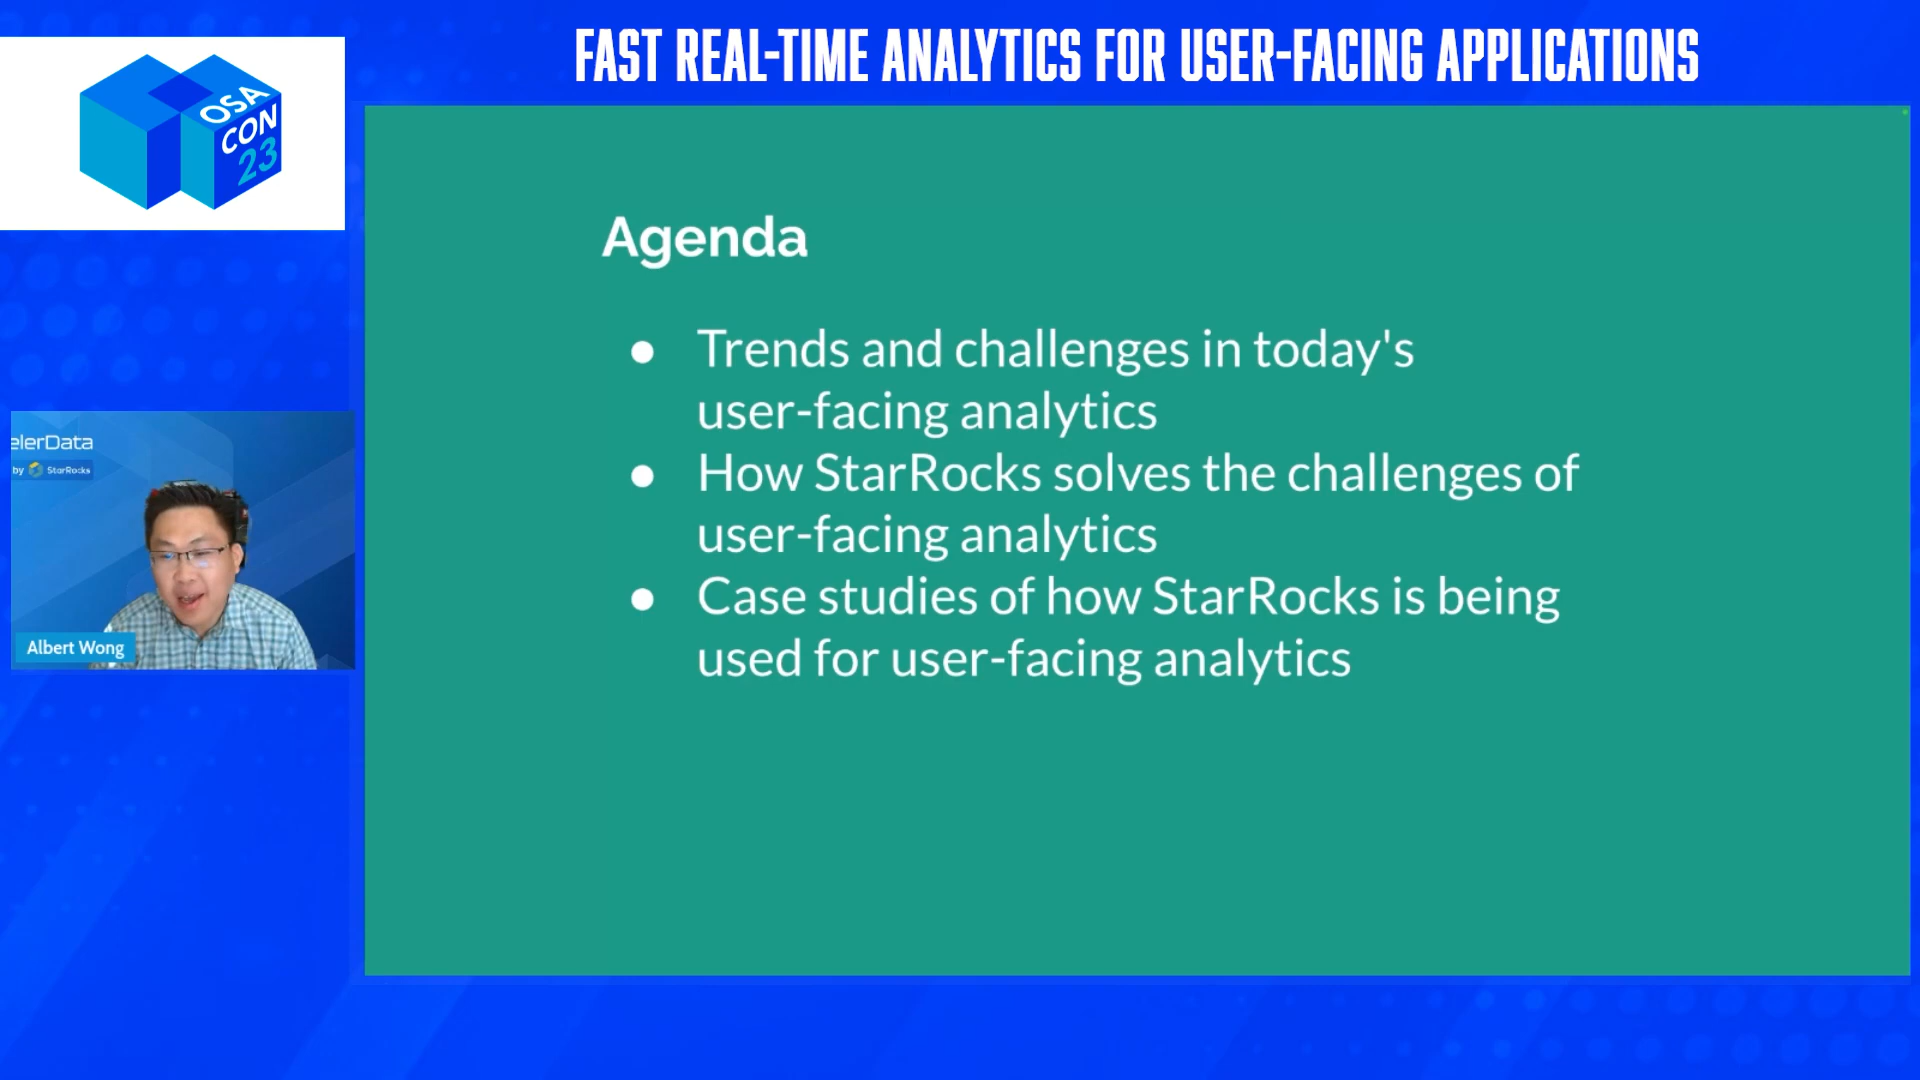 FAST REAL-TIME ANALYTICS FOR USER-FACING APPLICATIONS
OSA
CON
23
Agenda
● Trends and challenges in today's
user-facing analytics
● How StarRocks solves the challenges of
user-facing analytics
● Case studies of how StarRocks is being
used for user-facing analytics
elerData
by StarRocks
Albert Wong